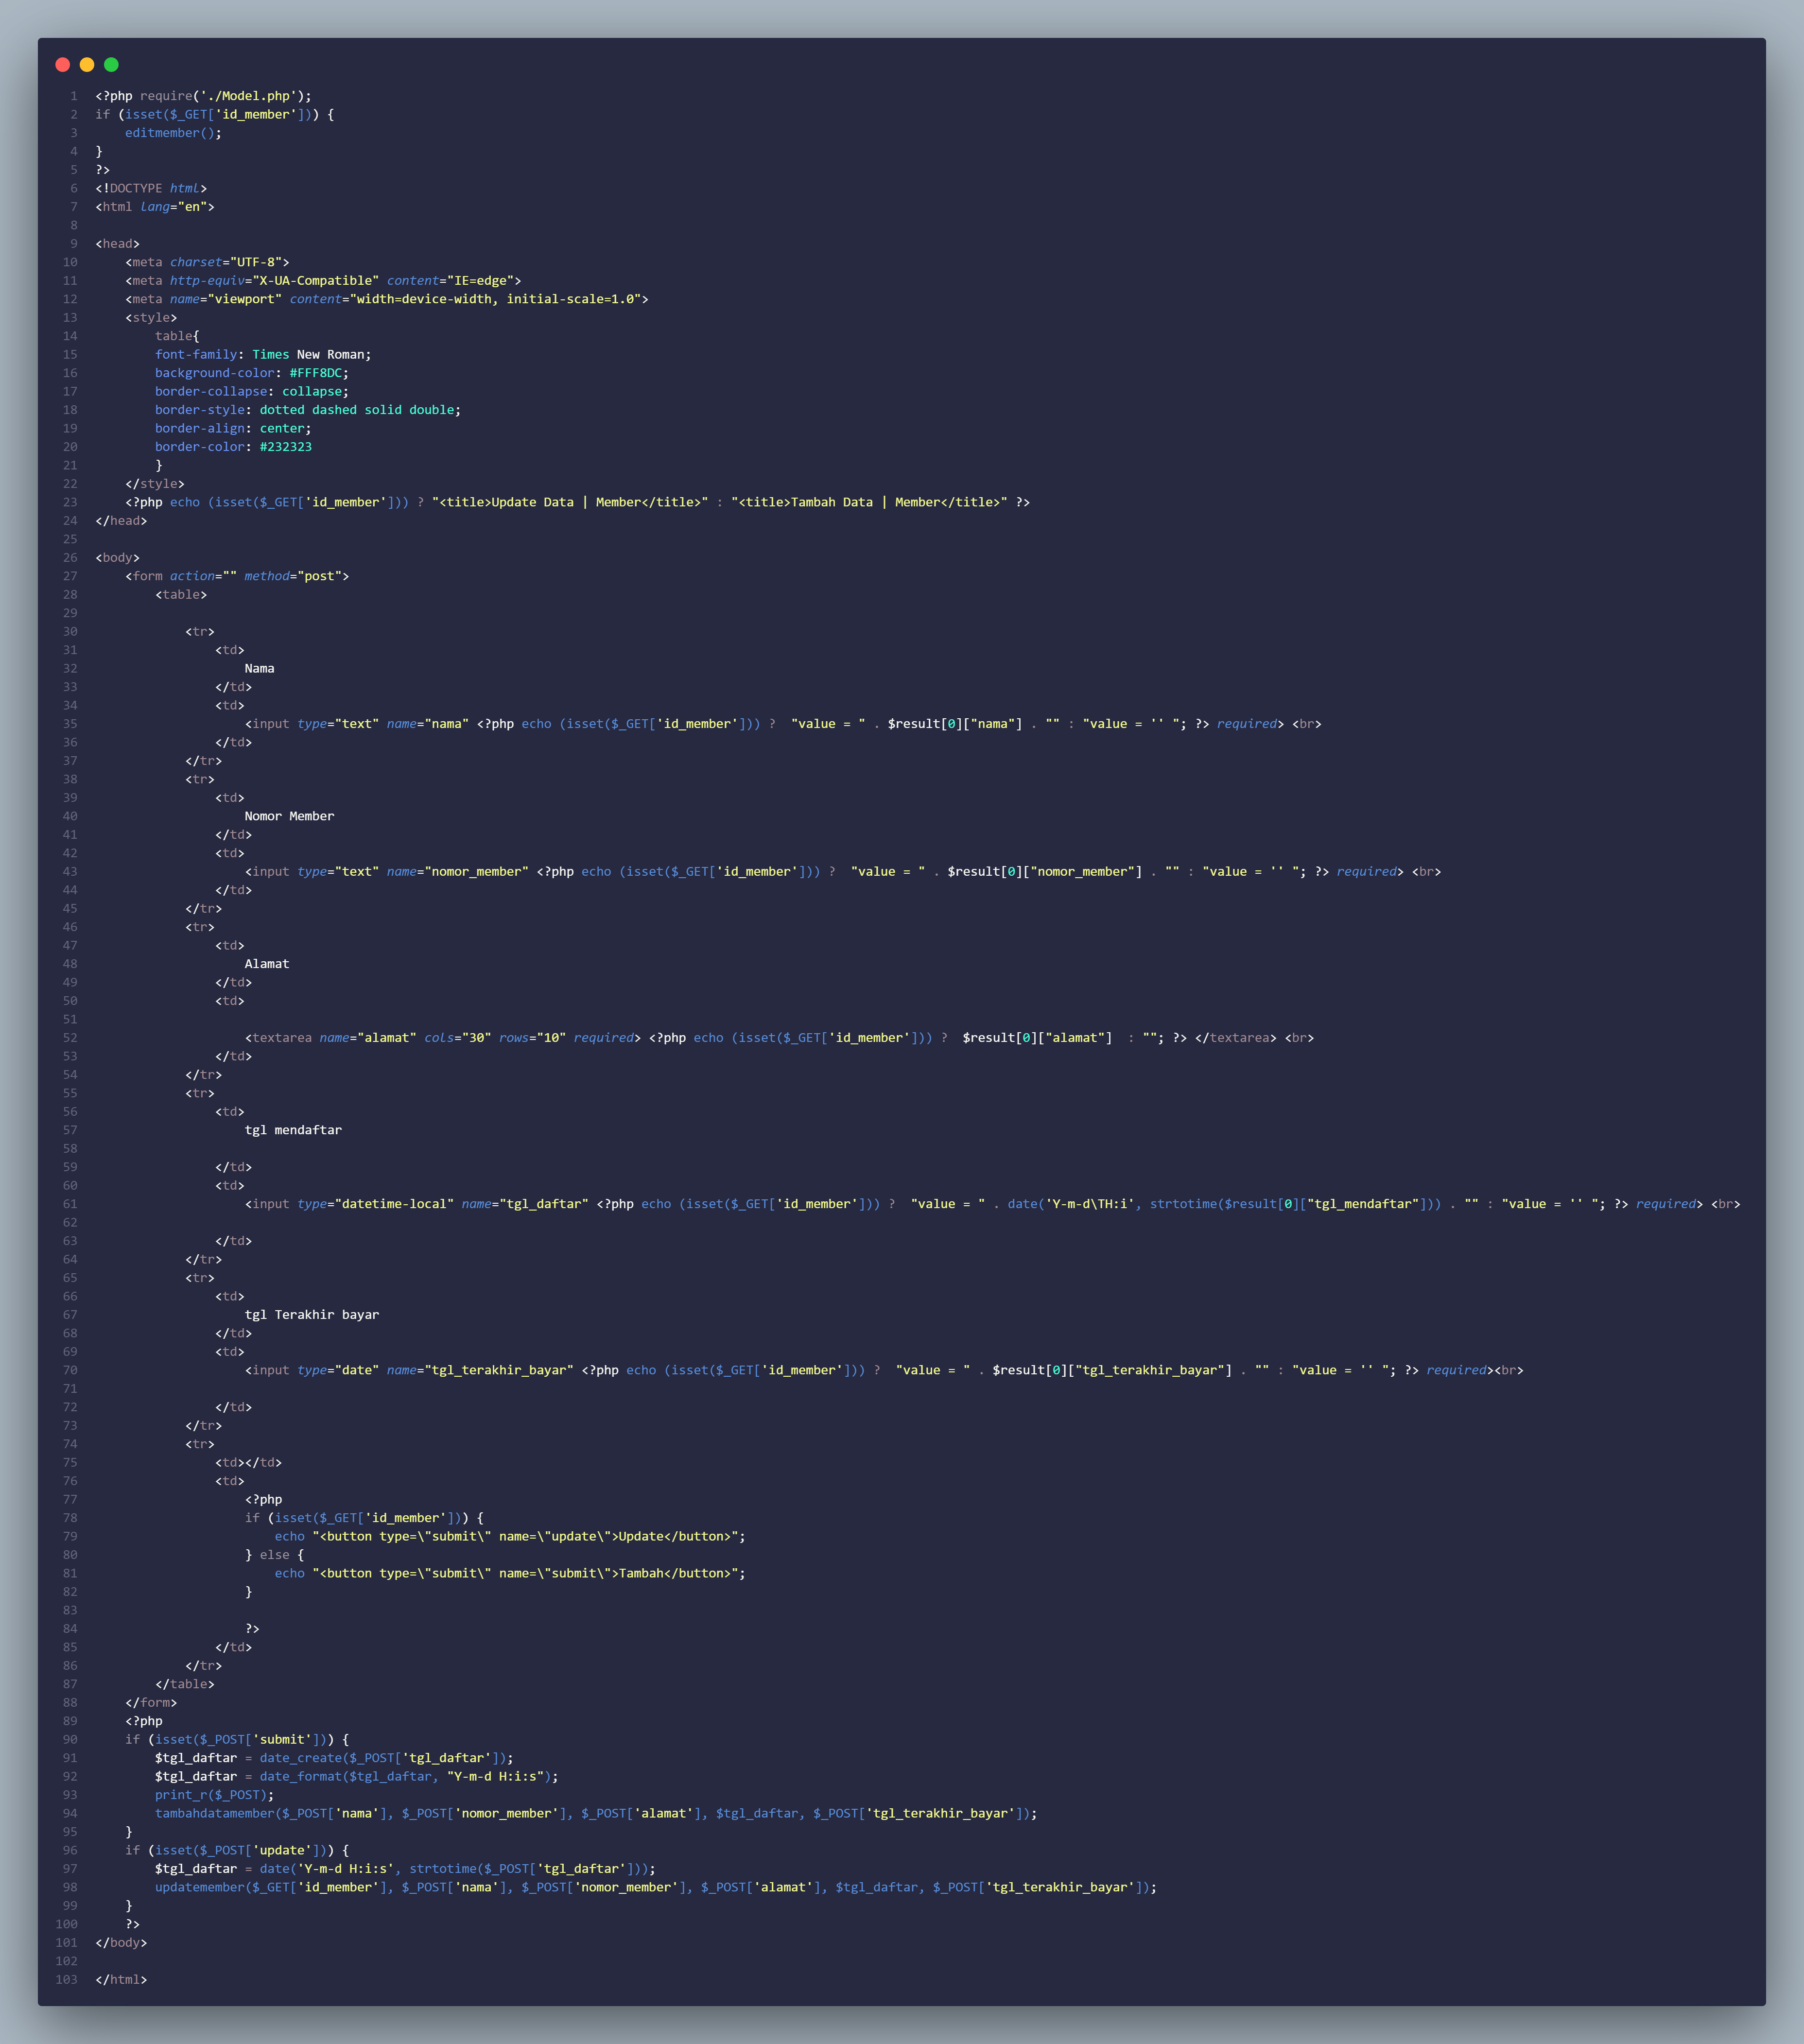 1 <?php require('./Model.php');
2 if (isset($_GET['id_member'])) {
3     editmember();
4 }
5 ?>
6 <!DOCTYPE html>
7 <html lang="en">
8
9 <head>
10     <meta charset="UTF-8">
11     <meta http-equiv="X-UA-Compatible" content="IE=edge">
12     <meta name="viewport" content="width=device-width, initial-scale=1.0">
13     <style>
14         table{
15         font-family: Times New Roman;
16         background-color: #FFF8DC;
17         border-collapse: collapse;
18         border-style: dotted dashed solid double;
19         border-align: center;
20         border-color: #232323
21         }
22     </style>
23     <?php echo (isset($_GET['id_member'])) ? "<title>Update Data | Member</title>" : "<title>Tambah Data | Member</title>" ?>
24 </head>
25
26 <body>
27     <form action="" method="post">
28         <table>
29
30             <tr>
31                 <td>
32                     Nama
33                 </td>
34                 <td>
35                     <input type="text" name="nama" <?php echo (isset($_GET['id_member'])) ?  "value = " . $result[0]["nama"] . "" : "value = '' "; ?> required> <br>
36                 </td>
37             </tr>
38             <tr>
39                 <td>
40                     Nomor Member
41                 </td>
42                 <td>
43                     <input type="text" name="nomor_member" <?php echo (isset($_GET['id_member'])) ?  "value = " . $result[0]["nomor_member"] . "" : "value = '' "; ?> required> <br>
44                 </td>
45             </tr>
46             <tr>
47                 <td>
48                     Alamat
49                 </td>
50                 <td>
51
52                     <textarea name="alamat" cols="30" rows="10" required> <?php echo (isset($_GET['id_member'])) ?  $result[0]["alamat"]  : ""; ?> </textarea> <br>
53                 </td>
54             </tr>
55             <tr>
56                 <td>
57                     tgl mendaftar
58
59                 </td>
60                 <td>
61                     <input type="datetime-local" name="tgl_daftar" <?php echo (isset($_GET['id_member'])) ?  "value = " . date('Y-m-d\TH:i', strtotime($result[0]["tgl_mendaftar"])) . "" : "value = '' "; ?> required> <br>
62
63                 </td>
64             </tr>
65             <tr>
66                 <td>
67                     tgl Terakhir bayar
68                 </td>
69                 <td>
70                     <input type="date" name="tgl_terakhir_bayar" <?php echo (isset($_GET['id_member'])) ?  "value = " . $result[0]["tgl_terakhir_bayar"] . "" : "value = '' "; ?> required><br>
71
72                 </td>
73             </tr>
74             <tr>
75                 <td></td>
76                 <td>
77                     <?php
78                     if (isset($_GET['id_member'])) {
79                         echo "<button type=\"submit\" name=\"update\">Update</button>";
80                     } else {
81                         echo "<button type=\"submit\" name=\"submit\">Tambah</button>";
82                     }
83
84                     ?>
85                 </td>
86             </tr>
87         </table>
88     </form>
89     <?php
90     if (isset($_POST['submit'])) {
91         $tgl_daftar = date_create($_POST['tgl_daftar']);
92         $tgl_daftar = date_format($tgl_daftar, "Y-m-d H:i:s");
93         print_r($_POST);
94         tambahdatamember($_POST['nama'], $_POST['nomor_member'], $_POST['alamat'], $tgl_daftar, $_POST['tgl_terakhir_bayar']);
95     }
96     if (isset($_POST['update'])) {
97         $tgl_daftar = date('Y-m-d H:i:s', strtotime($_POST['tgl_daftar']));
98         updatemember($_GET['id_member'], $_POST['nama'], $_POST['nomor_member'], $_POST['alamat'], $tgl_daftar, $_POST['tgl_terakhir_bayar']);
99     }
100     ?>
101 </body>
102
103 </html>